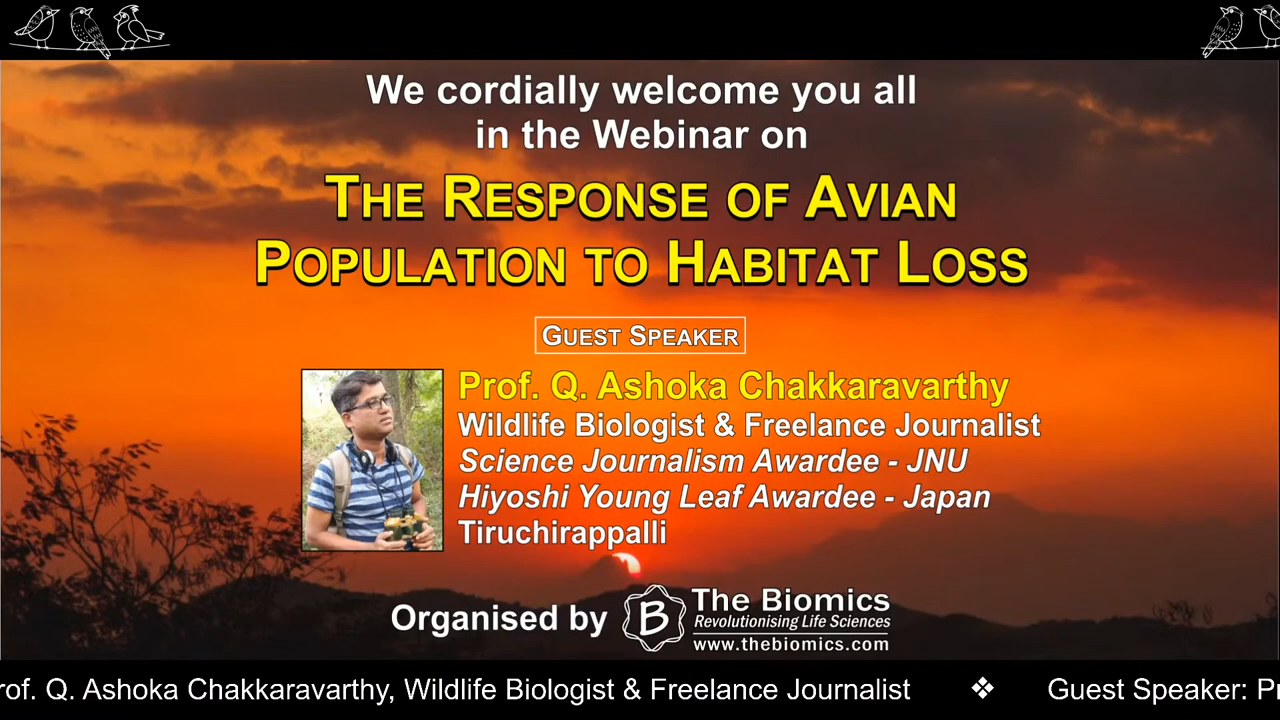 We cordially welcome you all
in the Webinar on
THE RESPONSE OF AVIAN
POPULATION TO HABITAT LOSS
GUEST SPEAKER
Prof. Q. Ashoka Chakkaravarthy
Wildlife Biologist & Freelance Journalist
Science Journalism Awardee - JNU
Hiyoshi Young Leaf Awardee - Japan
Tiruchirappalli
Organised by
B
The Biomics
Revolutionising Life Sciences
www.thebiomics.com
rof. Q. Ashoka Chakkaravarthy, Wildlife Biologist & Freelance Journalist ❖ Guest Speaker: Pr